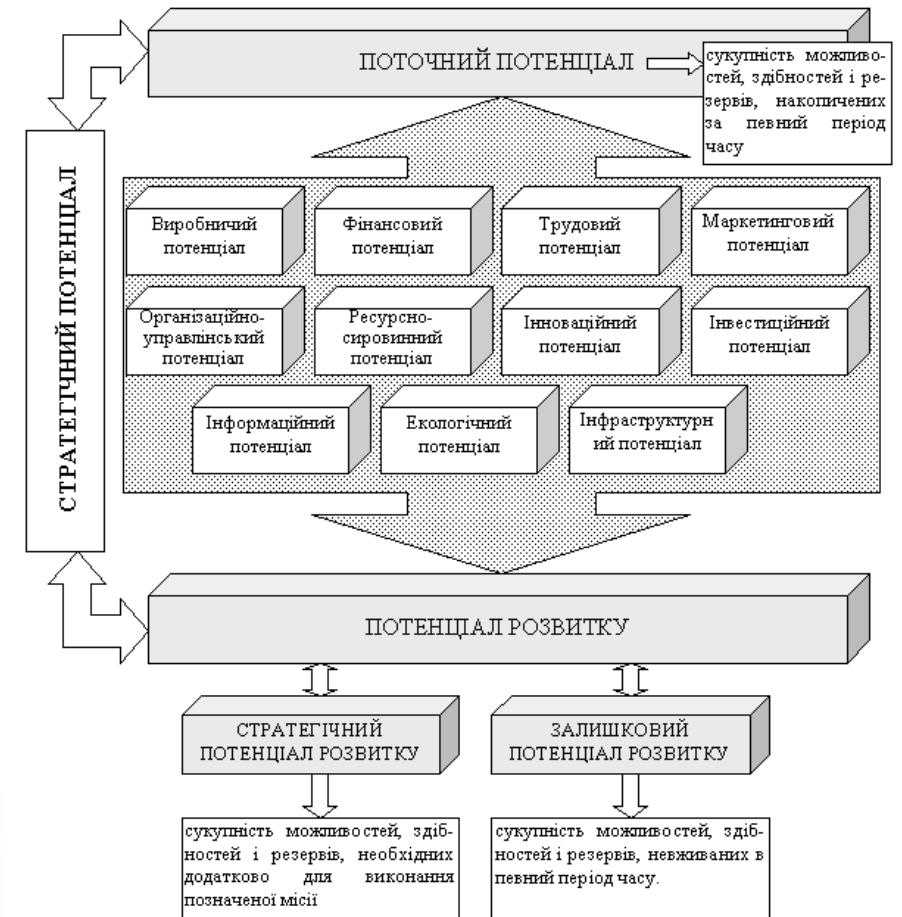 ПОТОЧНИЙ ПОТЕНЦІАЛ
сукупність можливо-
стей, здібностей і ре-
зервів, накопичених
за певний період
часу
СТРАТЕГІЧНИЙ ПОТЕНЦІАЛ
Виробничий
потенціал
Фінансовий
потенціал
Трудовий
потенціал
Маркетинговий
потенціал
Організаційно-
управлінський
потенціал
Ресурсно-
сировинний
потенціал
Інноваційний
потенціал
Інвестиційний
потенціал
Інформаційний
потенціал
Екологічний
потенціал
Інфраструктурн
ий потенціал
ПОТЕНЦІАЛ РОЗВИТКУ
СТРАТЕГІЧНИЙ
ПОТЕНЦІАЛ РОЗВИТКУ
ЗАЛИШКОВИЙ
ПОТЕНЦІАЛ РОЗВИТКУ
сукупність можливостей, здіб-
ностей і резервів, необхідних
додатково для виконання
позначеної місії
сукупність можливостей, здіб-
ностей і резервів, невживаних в
певний період часу.